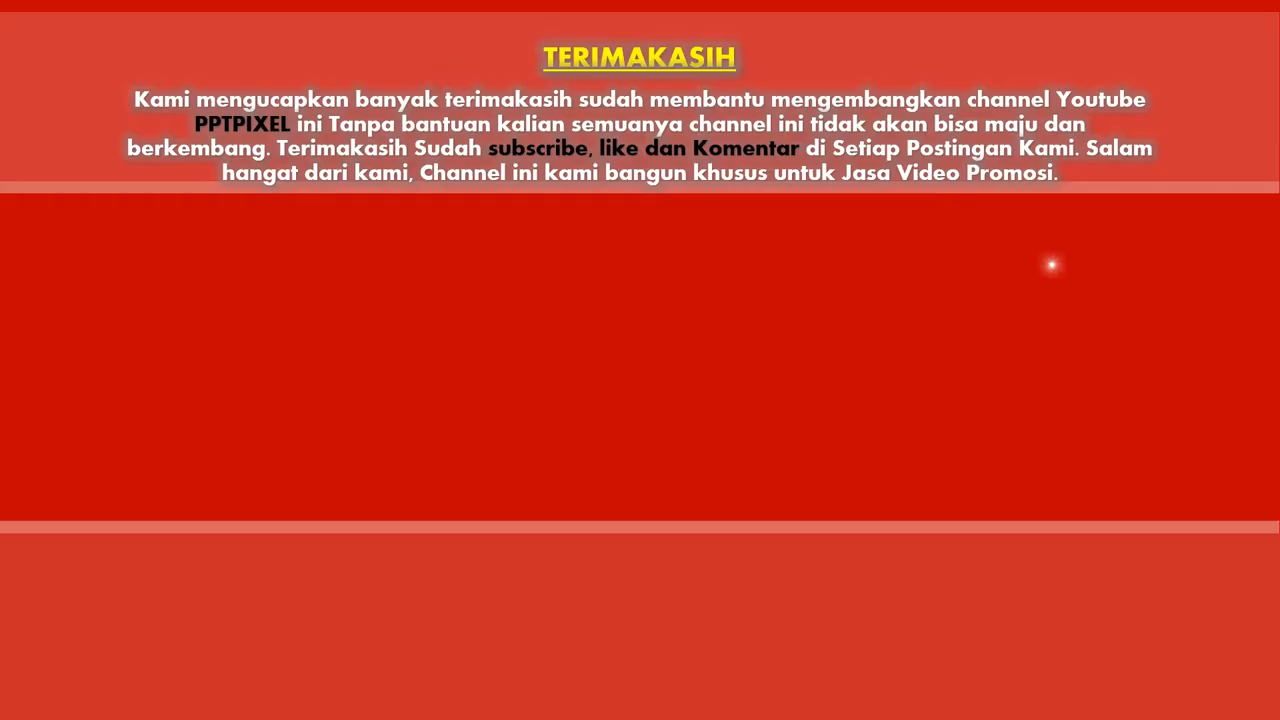 TERIMAKASIH
Kami mengucapkan banyak terimakasih sudah membantu mengembangkan channel Youtube
PPTPIXEL ini Tanpa bantuan kalian semuanya channel ini tidak akan bisa maju dan
berkembang. Terimakasih Sudah subscribe, like dan Komentar di Setiap Postingan Kami. Salam
hangat dari kami, Channel ini kami bangun khusus untuk Jasa Video Promosi.